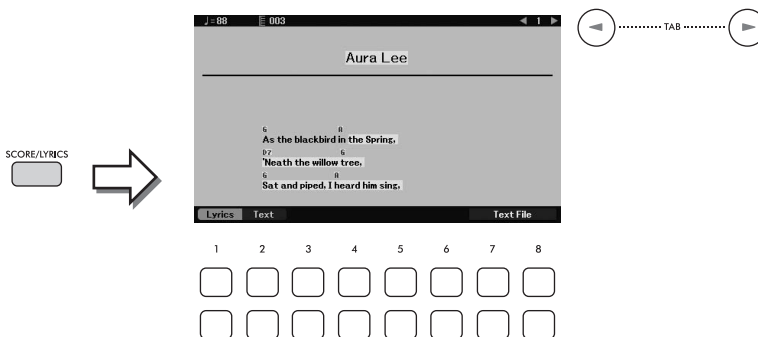 ♩=88 003 ◀ 1 ▶
TAB
Aura Lee
SCORE/LYRICS
G A
As the blackbird in the Spring,
D7 G
'Neath the willow tree,
G A
Sat and piped, I heard him sing,
Lyrics Text Text File
1 2 3 4 5 6 7 8